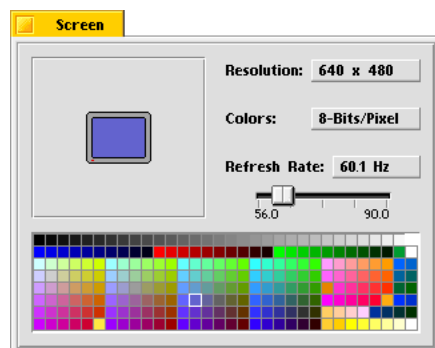 Screen
Resolution: 640 x 480
Colors: 8-Bits/Pixel
Refresh Rate: 60.1 Hz
56.0 90.0